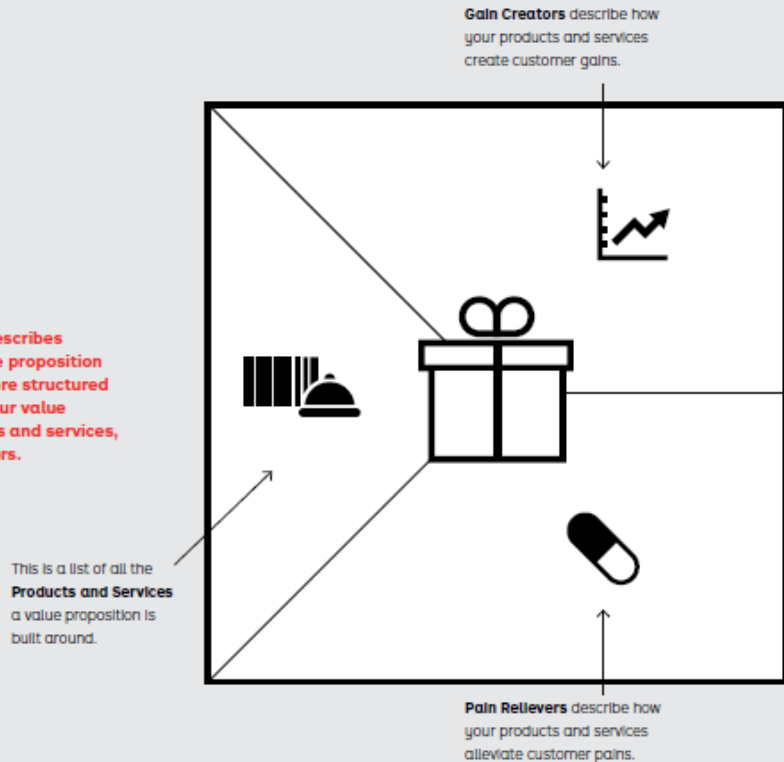 Gain Creators describe how
your products and services
create customer gains.
escribes
proposition
re structured
ur value
s and services,
rs.
This is a list of all the
Products and Services
a value proposition is
built around.
Pain Relievers describe how
your products and services
alleviate customer pains.